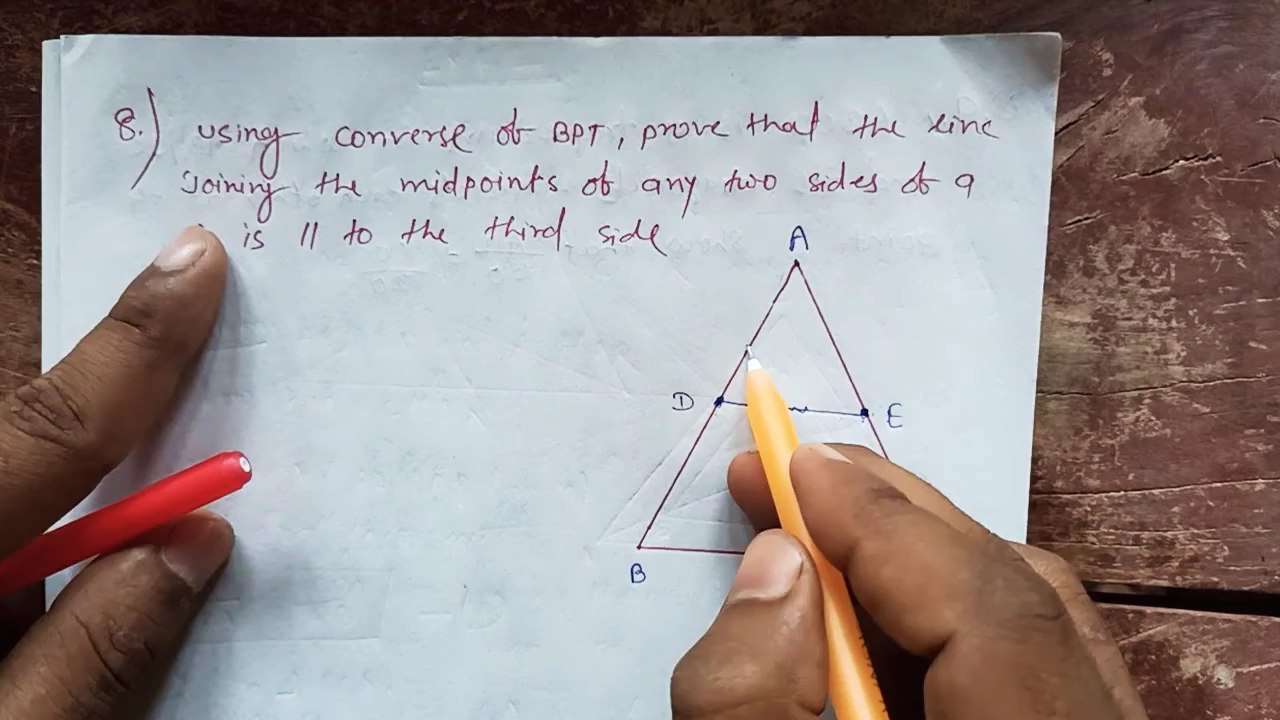 8.) using converse of BPT, prove that the line
Joining the midpoints of any two sides of a
is || to the third side
A
D
E
B